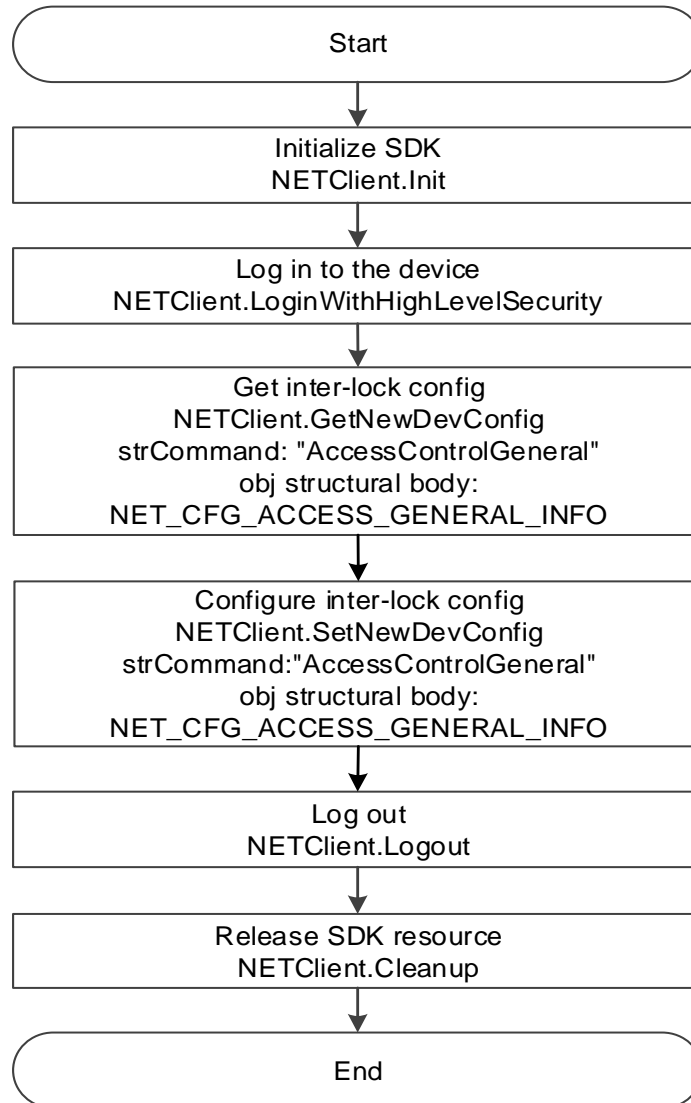 Start
Initialize SDK
NETClient.Init
Log in to the device
NETClient.LoginWithHighLevelSecurity
Get inter-lock config
NETClient.GetNewDevConfig
strCommand: "AccessControlGeneral"
obj structural body:
NET_CFG_ACCESS_GENERAL_INFO
Configure inter-lock config
NETClient.SetNewDevConfig
strCommand:"AccessControlGeneral"
obj structural body:
NET_CFG_ACCESS_GENERAL_INFO
Log out
NETClient.Logout
Release SDK resource
NETClient.Cleanup
End